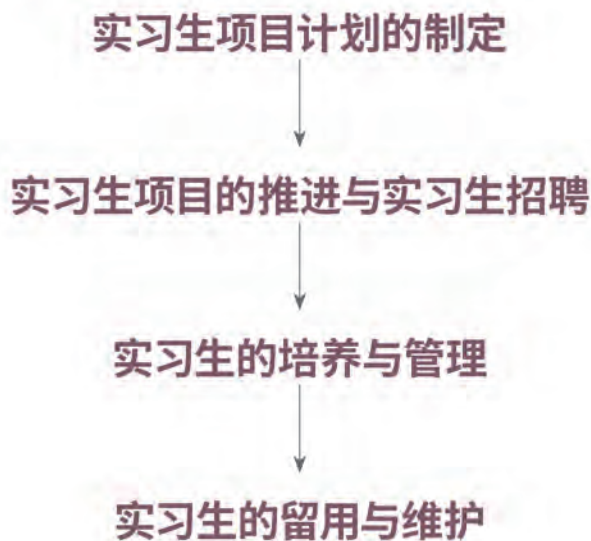 实习生项目计划的制定
实习生项目的推进与实习生招聘
实习生的培养与管理
实习生的留用与维护